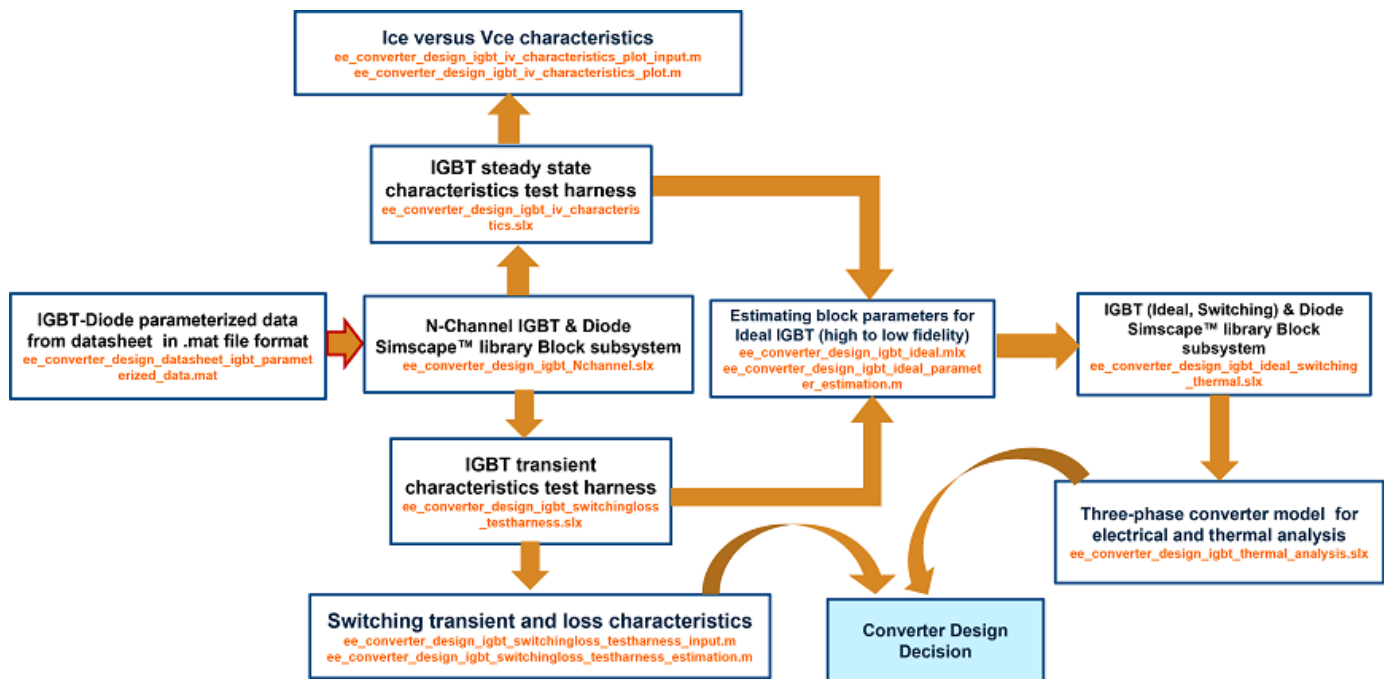 Ice versus Vce characteristics
ee_converter_design_igbt_iv_characteristics_plot_input.m
ee_converter_design_igbt_iv_characteristics_plot.m
IGBT steady state
characteristics test harness
ee_converter_design_igbt_iv_characteris
tics.slx
IGBT-Diode parameterized data
from datasheet in .mat file format
ee_converter_design_datasheet_igbt_paramet
erized_data.mat
N-Channel IGBT & Diode
Simscape™ library Block subsystem
ee_converter_design_igbt_Nchannel.slx
Estimating block parameters for
Ideal IGBT (high to low fidelity)
ee_converter_design_igbt_ideal.mlx
ee_converter_design_igbt_ideal_paramet
er_estimation.m
IGBT (Ideal, Switching) & Diode
Simscape™ library Block
subsystem
ee_converter_design_igbt_ideal_switching
_thermal.slx
IGBT transient
characteristics test harness
ee_converter_design_igbt_switchingloss
_testharness.slx
Three-phase converter model for
electrical and thermal analysis
ee_converter_design_igbt_thermal_analysis.slx
Switching transient and loss characteristics
ee_converter_design_igbt_switchingloss_testharness_input.m
ee_converter_design_igbt_switchingloss_testharness_estimation.m
Converter Design
Decision